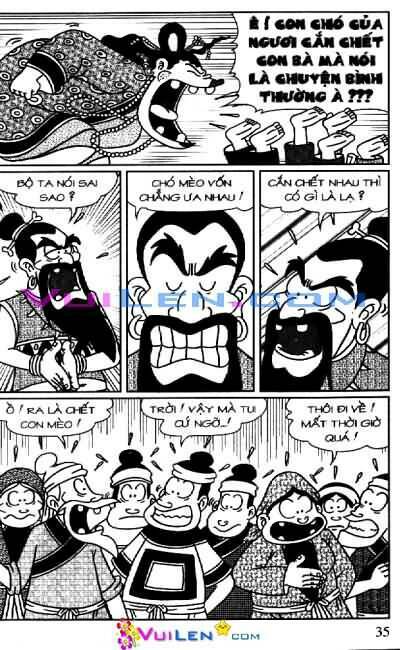 Ê! CON CHÓ CỦA
NGƯƠI CẮN CHẾT
CON BÀ MÀ NÓI
LÀ CHUYỆN BÌNH
THƯỜNG À ???
BỘ TA NÓI SAI
SAO?
CHÓ MÈO VỐN
CHẲNG ƯA NHAU!
CẮN CHẾT NHAU THÌ
CÓ GÌ LÀ LẠ?
VUILEN.COM
Ồ! RA LÀ CHẾT
CON MÈO!
TRỜI! VẬY MÀ TUI
CỨ NGỠ..!
THÔI ĐI VỀ!
MẤT THỜI GIỜ
QUÁ!
35
VUILEN.COM